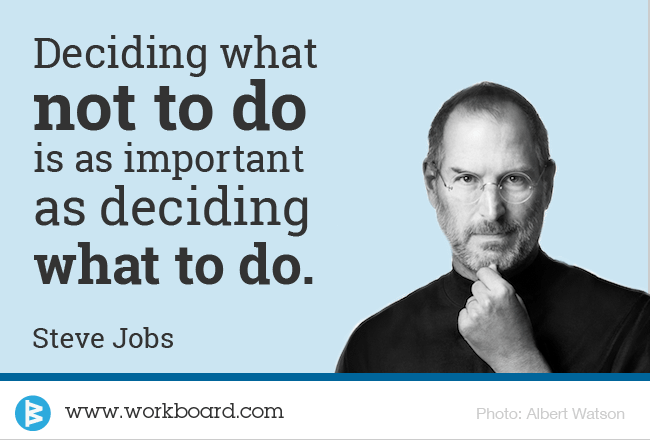 Deciding what
not to do
is as important
as deciding
what to do.
Steve Jobs
www.workboard.com
Photo: Albert Watson